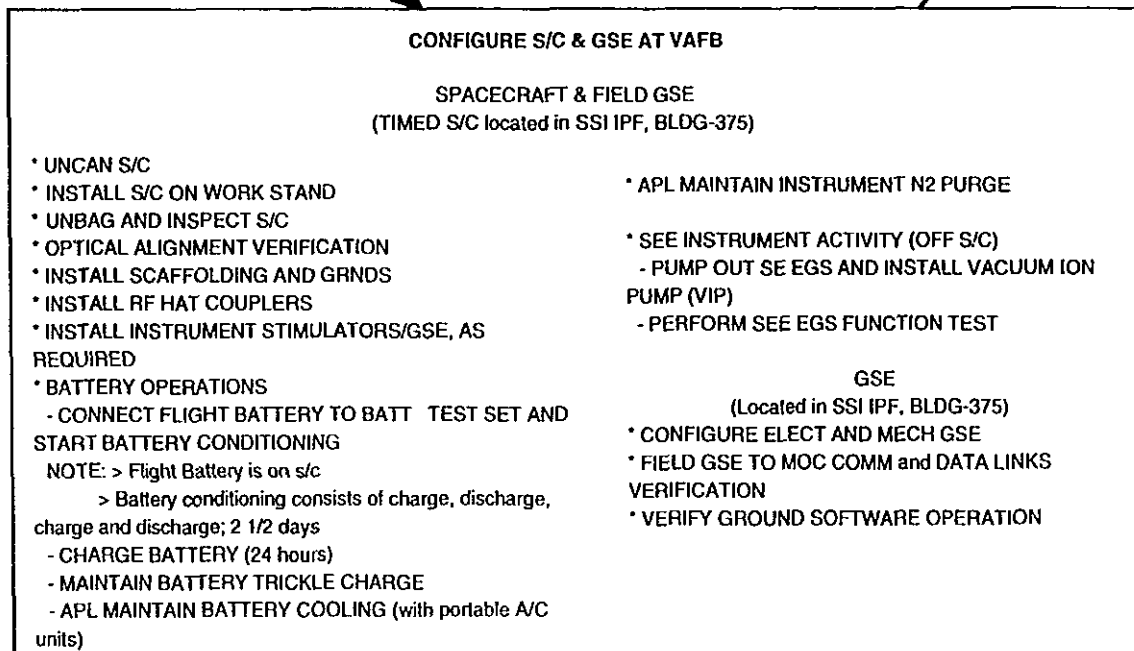 CONFIGURE S/C & GSE AT VAFB
SPACECRAFT & FIELD GSE
(TIMED S/C located in SSI IPF, BLDG-375)
* UNCAN S/C
* INSTALL S/C ON WORK STAND
* UNBAG AND INSPECT S/C
* OPTICAL ALIGNMENT VERIFICATION
* INSTALL SCAFFOLDING AND GRNDS
* INSTALL RF HAT COUPLERS
* INSTALL INSTRUMENT STIMULATORS/GSE, AS
REQUIRED
* BATTERY OPERATIONS
- CONNECT FLIGHT BATTERY TO BATT TEST SET AND
START BATTERY CONDITIONING
NOTE: > Flight Battery is on s/c
> Battery conditioning consists of charge, discharge,
charge and discharge; 2 1/2 days
- CHARGE BATTERY (24 hours)
- MAINTAIN BATTERY TRICKLE CHARGE
- APL MAINTAIN BATTERY COOLING (with portable A/C
units)
* APL MAINTAIN INSTRUMENT N2 PURGE
* SEE INSTRUMENT ACTIVITY (OFF S/C)
- PUMP OUT SE EGS AND INSTALL VACUUM ION
PUMP (VIP)
- PERFORM SEE EGS FUNCTION TEST
GSE
(Located in SSI IPF, BLDG-375)
* CONFIGURE ELECT AND MECH GSE
* FIELD GSE TO MOC COMM and DATA LINKS
VERIFICATION
* VERIFY GROUND SOFTWARE OPERATION